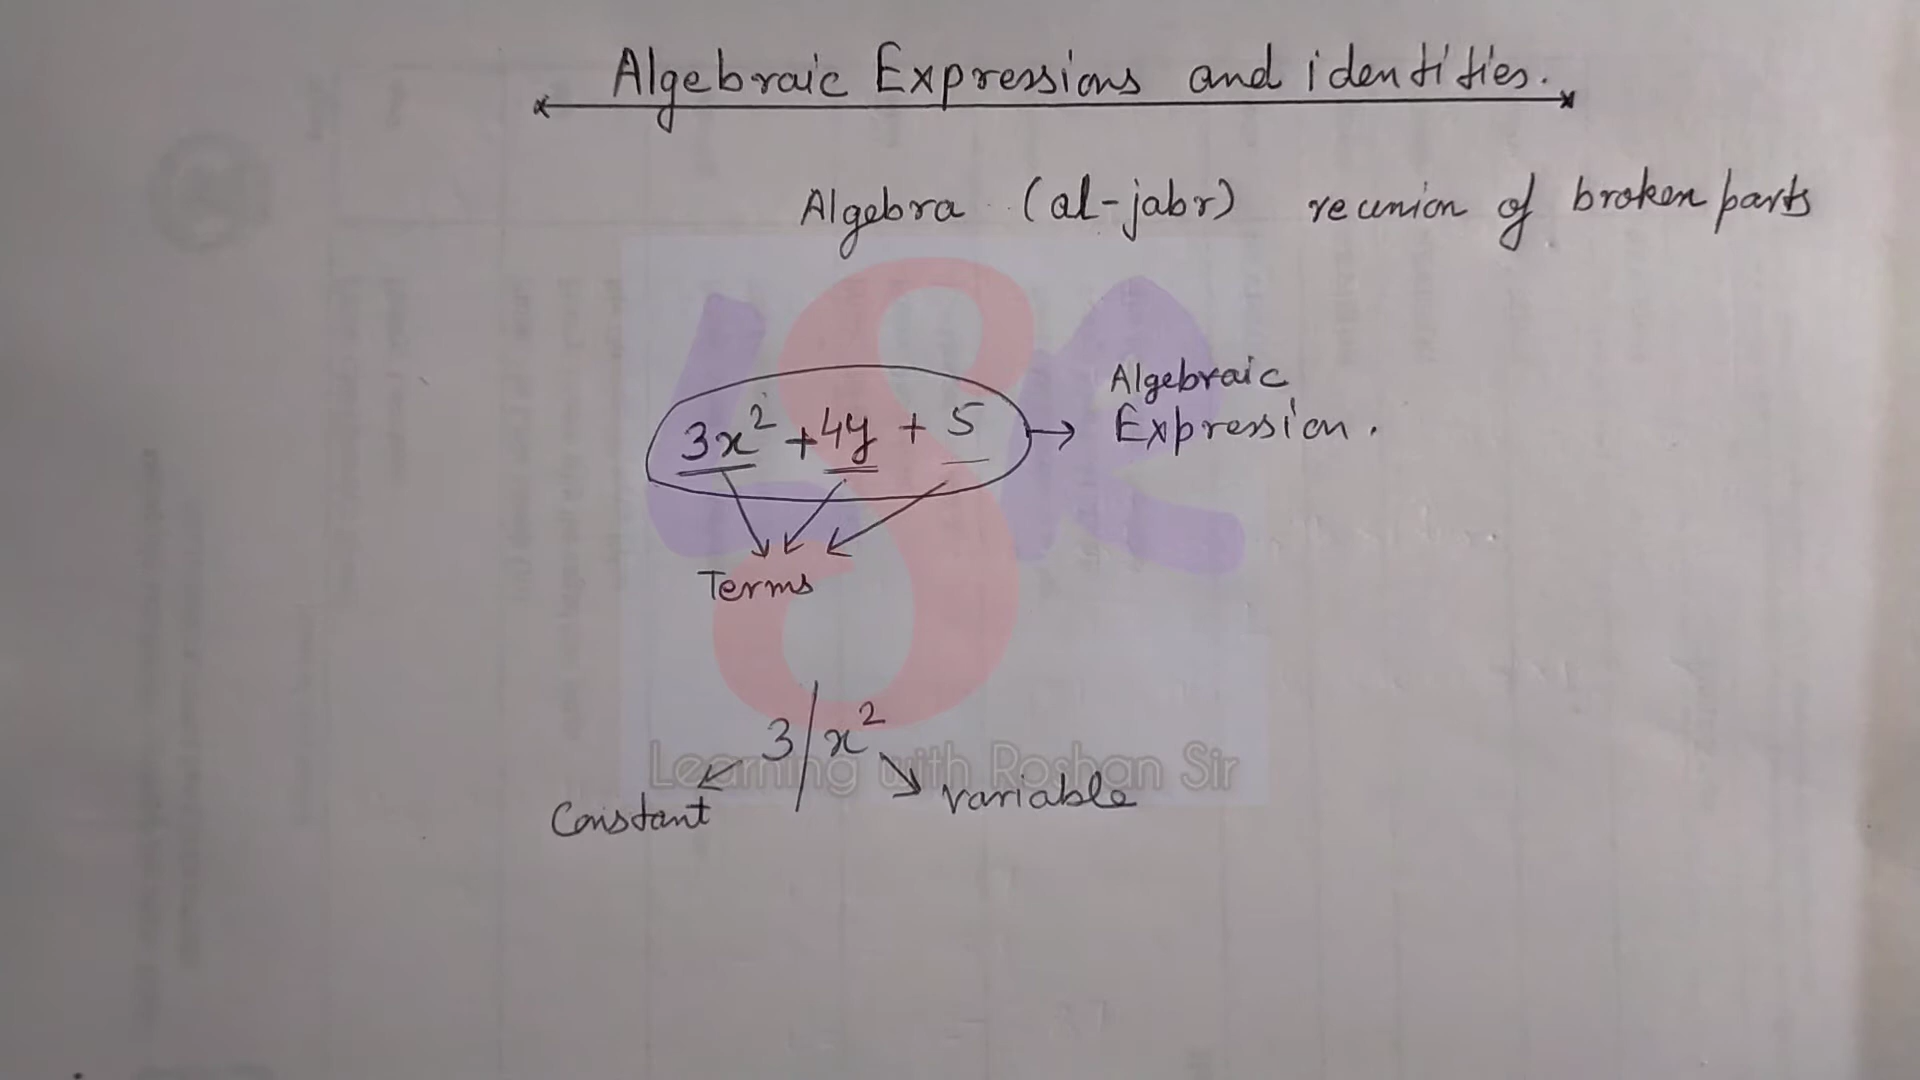 Algebraic Expressions and identities.
Algebra (al-jabr) reunion of broken parts
3x² + 4y + 5 → Algebraic
Expression.
Terms
3/x²
Constant variable
Learning with Roshan Sir